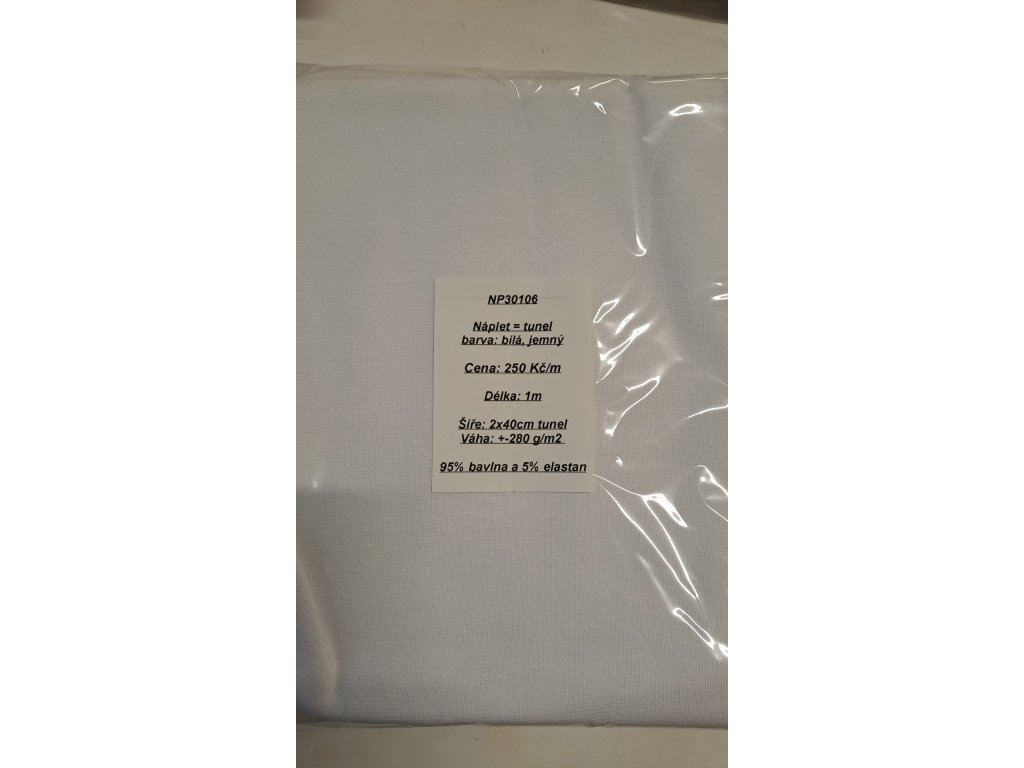 NP30106
Náplet = tunel
barva: bílá, jemný
Cena: 250 Kč/m
Délka: 1m
Šíře: 2x40cm tunel
Váha: +-280 g/m2
95% bavlna a 5% elastan